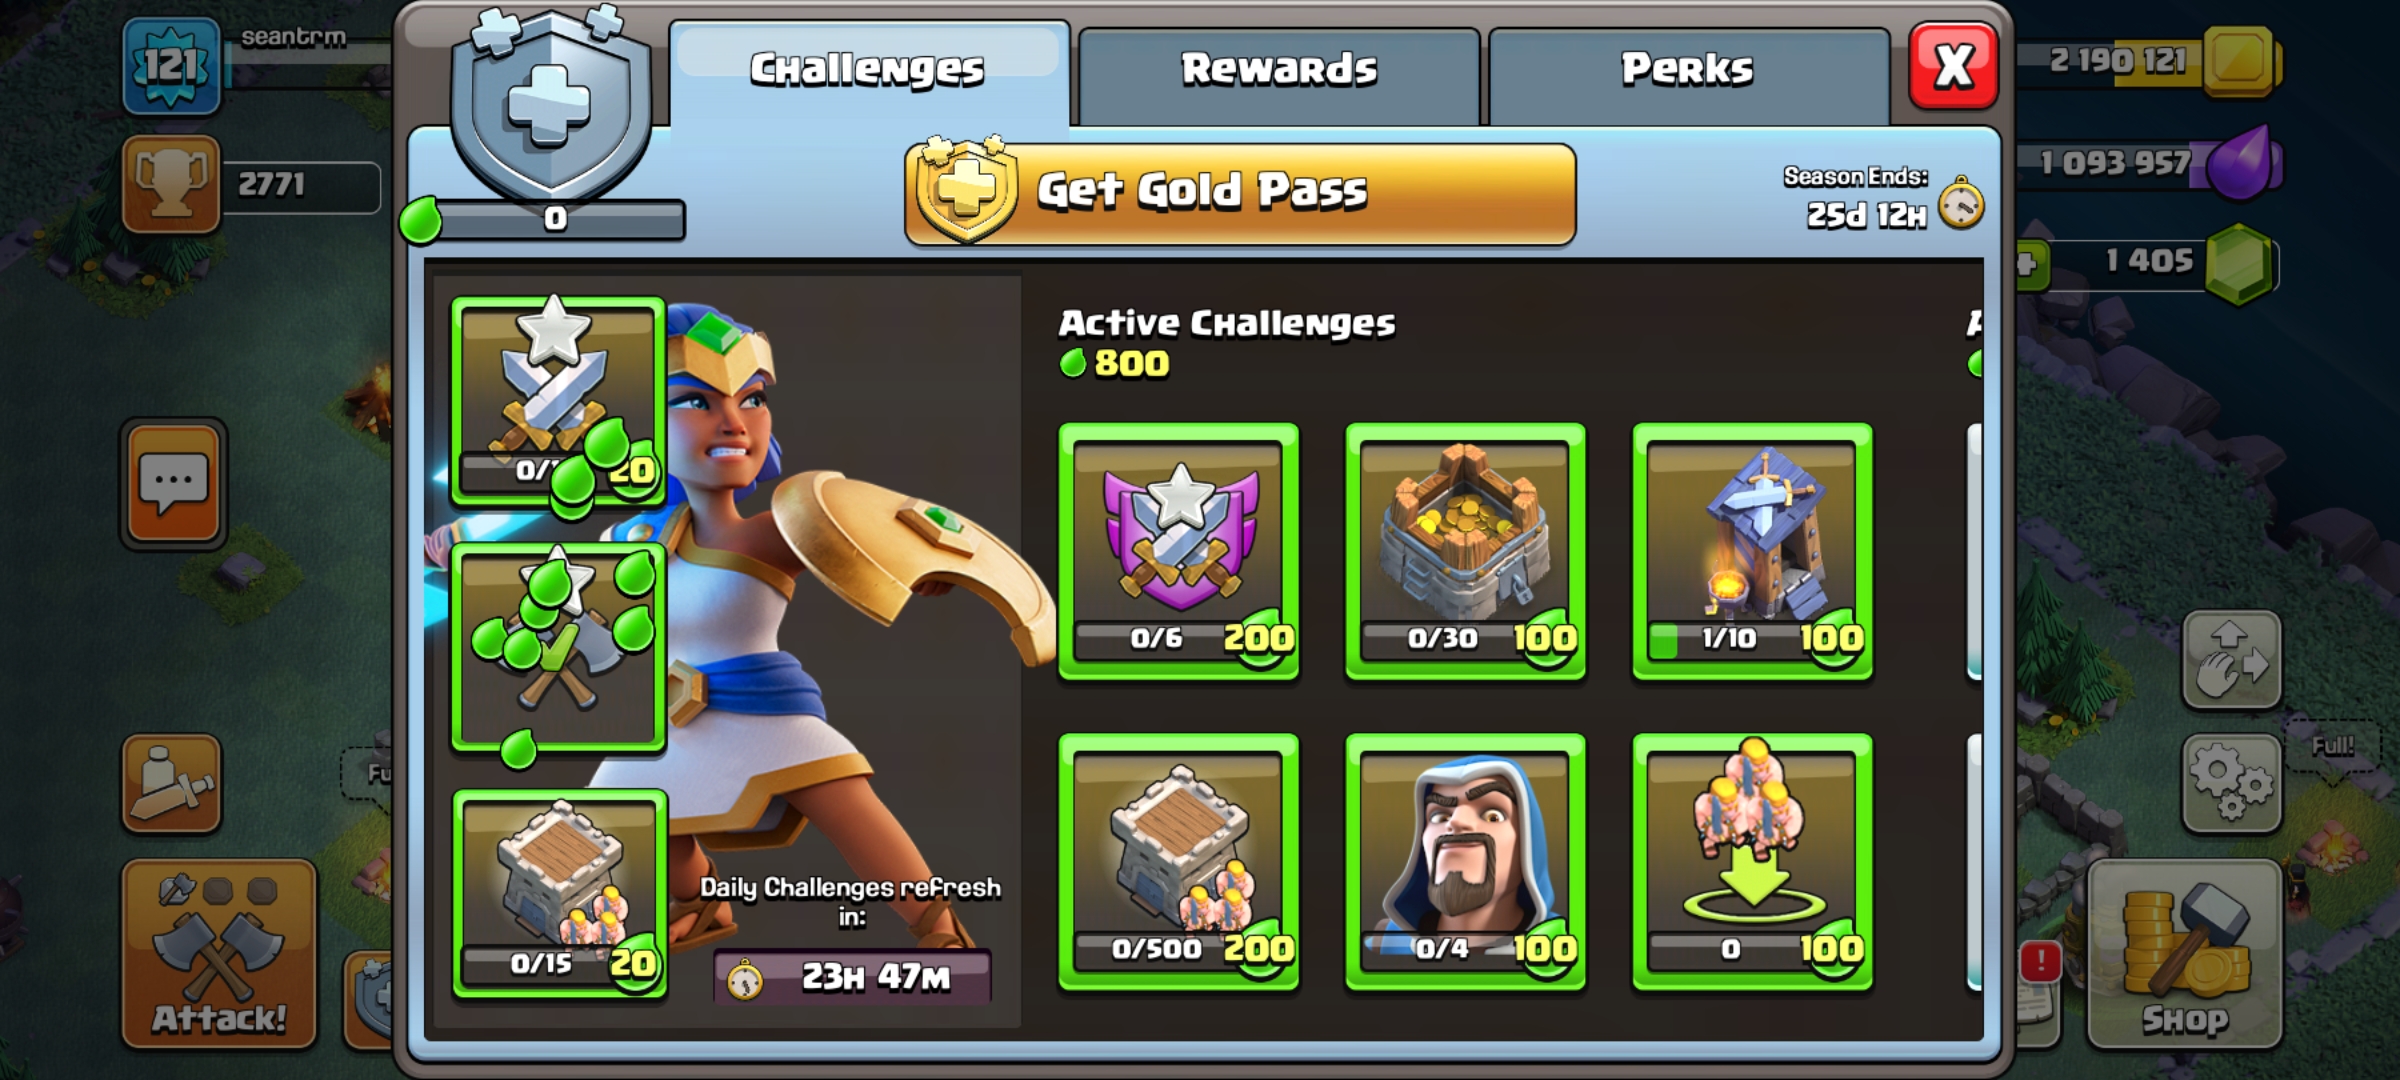 121
seantrm
2771
Challenges
Rewards
Perks
X
2 190 121
1 093 957
1 405
0
Get Gold Pass
Season Ends:
25d 12H
20
0/15
20
Daily Challenges refresh
in:
23H 47M
Active Challenges
800
0/6
200
0/30
100
1/10
100
0/500
200
0/4
100
0
100
Attack!
Full!
!
Shop